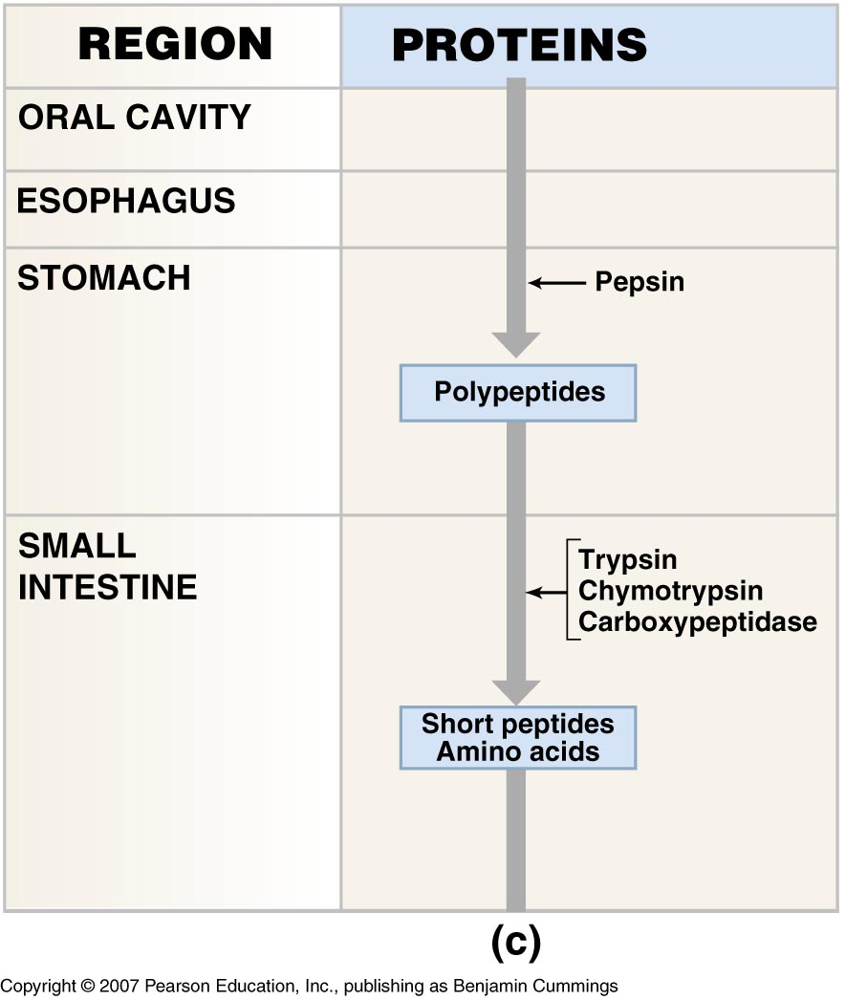 REGION
PROTEINS
ORAL CAVITY
ESOPHAGUS
STOMACH
Pepsin
Polypeptides
SMALL
INTESTINE
Trypsin
Chymotrypsin
Carboxypeptidase
Short peptides
Amino acids
(c)
Copyright © 2007 Pearson Education, Inc., publishing as Benjamin Cummings